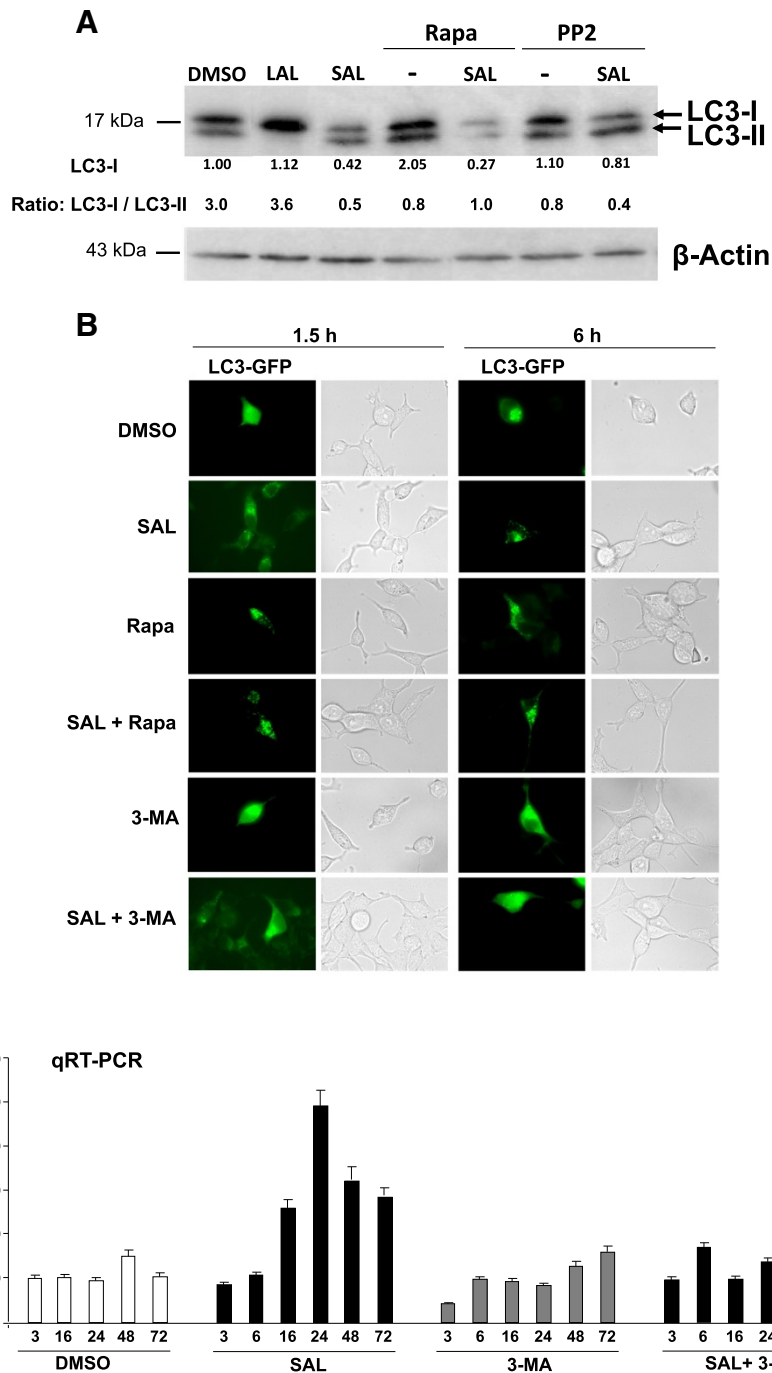 A
Rapa PP2
DMSO LAL SAL - SAL - SAL
17 kDa
LC3-I
LC3-II
LC3-I 1.00 1.12 0.42 2.05 0.27 1.10 0.81
Ratio: LC3-I / LC3-II 3.0 3.6 0.5 0.8 1.0 0.8 0.4
43 kDa
β-Actin
B
1.5 h 6 h
LC3-GFP LC3-GFP
DMSO
SAL
Rapa
SAL + Rapa
3-MA
SAL + 3-MA
qRT-PCR
3 16 24 48 72 3 6 16 24 48 72 3 6 16 24 48 72 3 6 16 24
DMSO SAL 3-MA SAL+ 3-